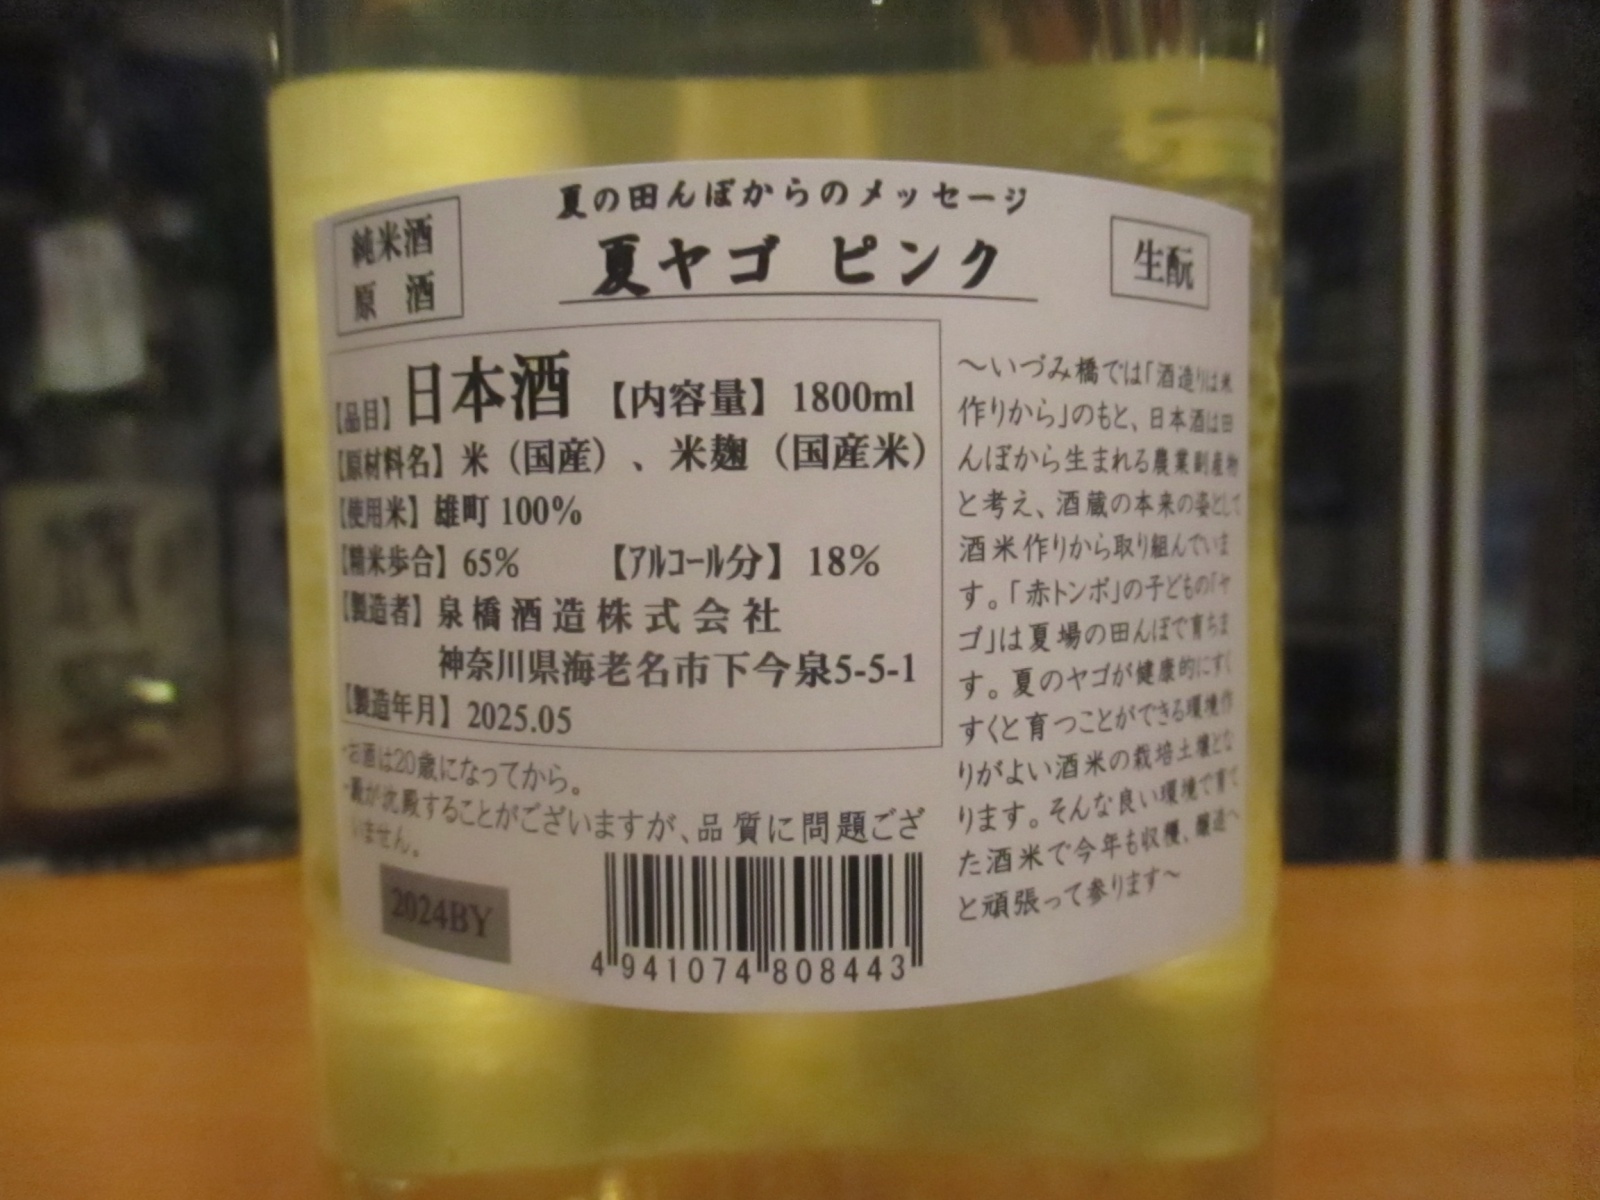 夏の田んぼからのメッセージ
純米酒
原 酒
夏ヤゴ ピンク
生酛
【品目】日本酒 【内容量】 1800ml
【原材料名】米（国産）、米麹（国産米）
【使用米】雄町 100%
【精米歩合】65% 【アルコール分】 18%
【製造者】泉橋酒造株式会社
神奈川県海老名市下今泉5-5-1
【製造年月】2025.05
・お酒は20歳になってから。
・澱が沈殿することがございますが、品質に問題ござ
いません。
2024BY
4 941074 808443
～いづみ橋では「酒造りは米
作りから」のもと、日本酒は田
んぼから生まれる農業副産物
と考え、酒蔵の本来の姿として
酒米作りから取り組んでいま
す。「赤トンボ」の子どもの「ヤ
ゴ」は夏場の田んぼで育ちま
す。夏のヤゴが健康的にすく
すくと育つことができる環境作
りがよい酒米の栽培土壌とな
ります。そんな良い環境で育て
た酒米で今年も収穫、醸造へ
と頑張って参ります～